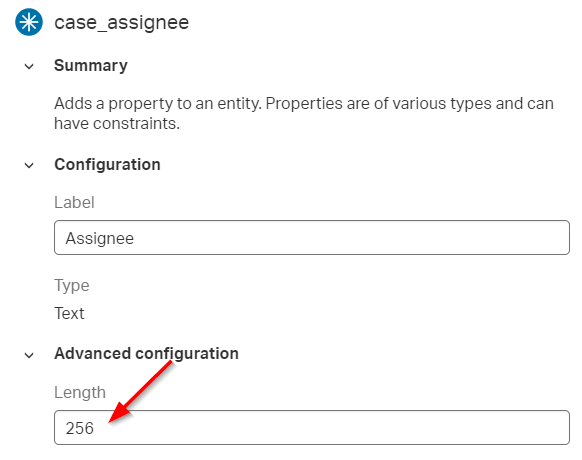 case_assignee
Summary
Adds a property to an entity. Properties are of various types and can
have constraints.
Configuration
Label
Assignee
Type
Text
Advanced configuration
Length
256